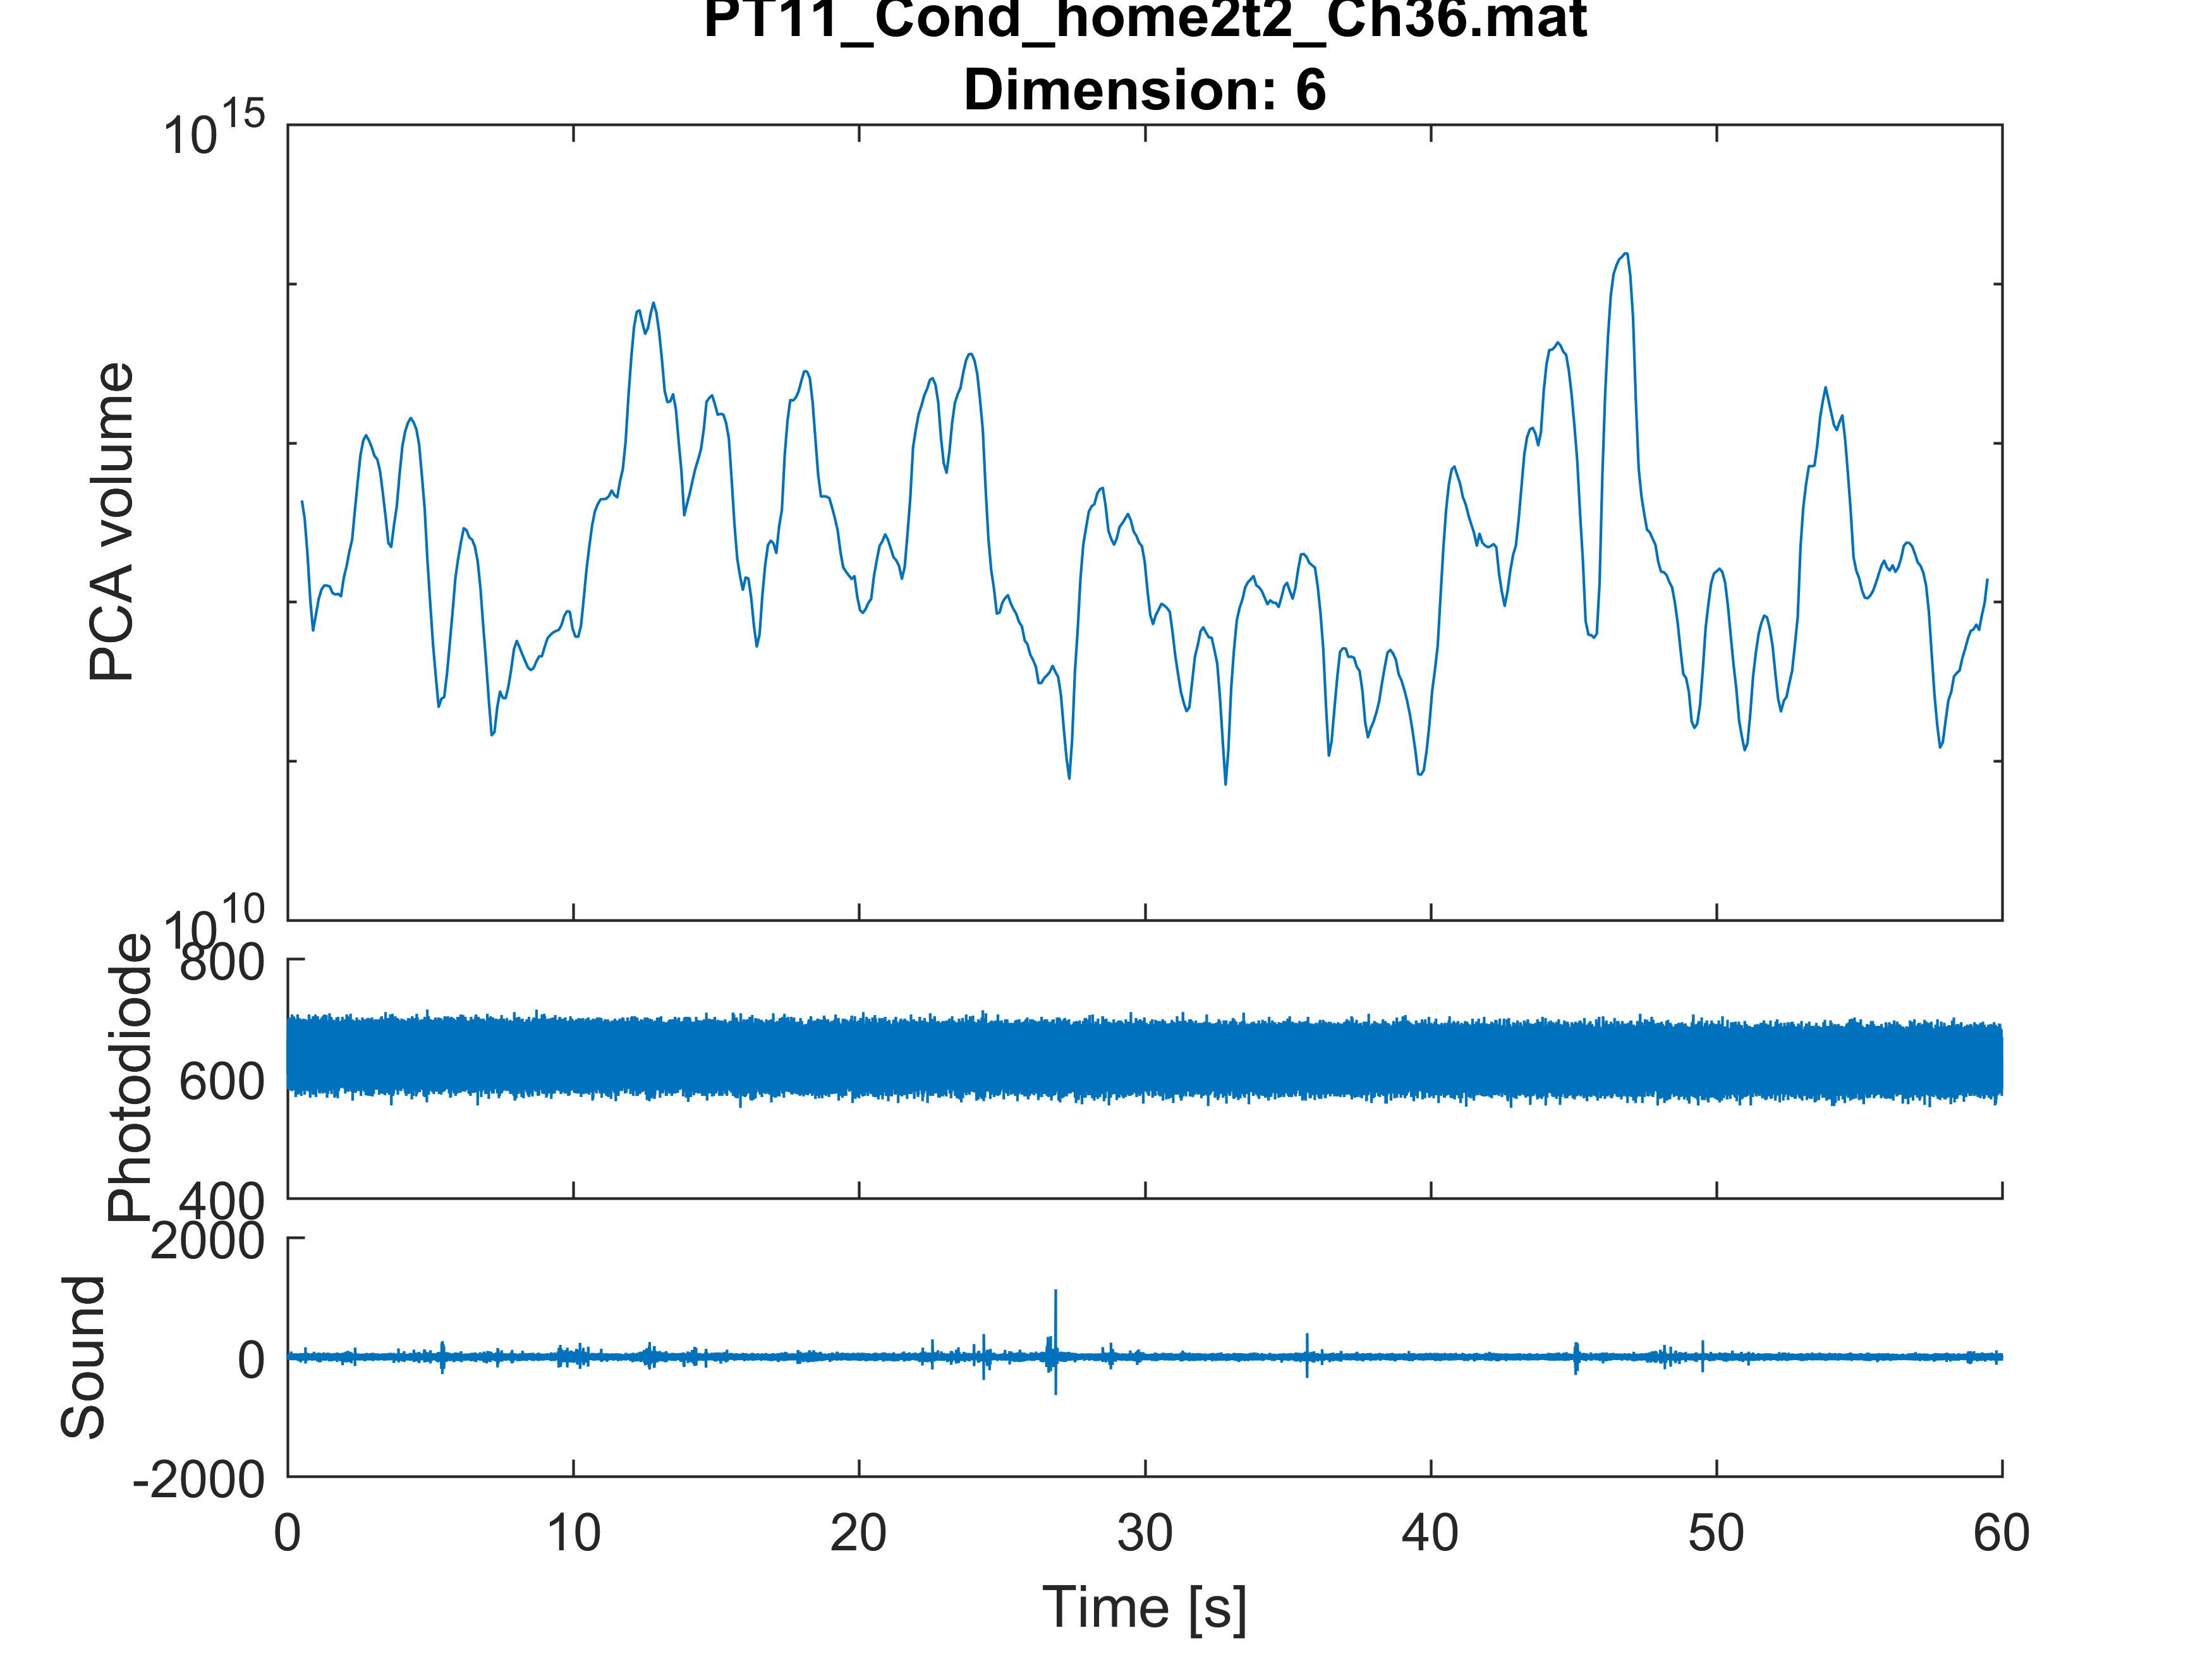 PT11_Cond_home2t2_Ch36.mat
Dimension: 6
10^15
PCA volume
10^10
800
Photodiode
600
400
2000
Sound
0
-2000
0 10 20 30 40 50 60
Time [s]